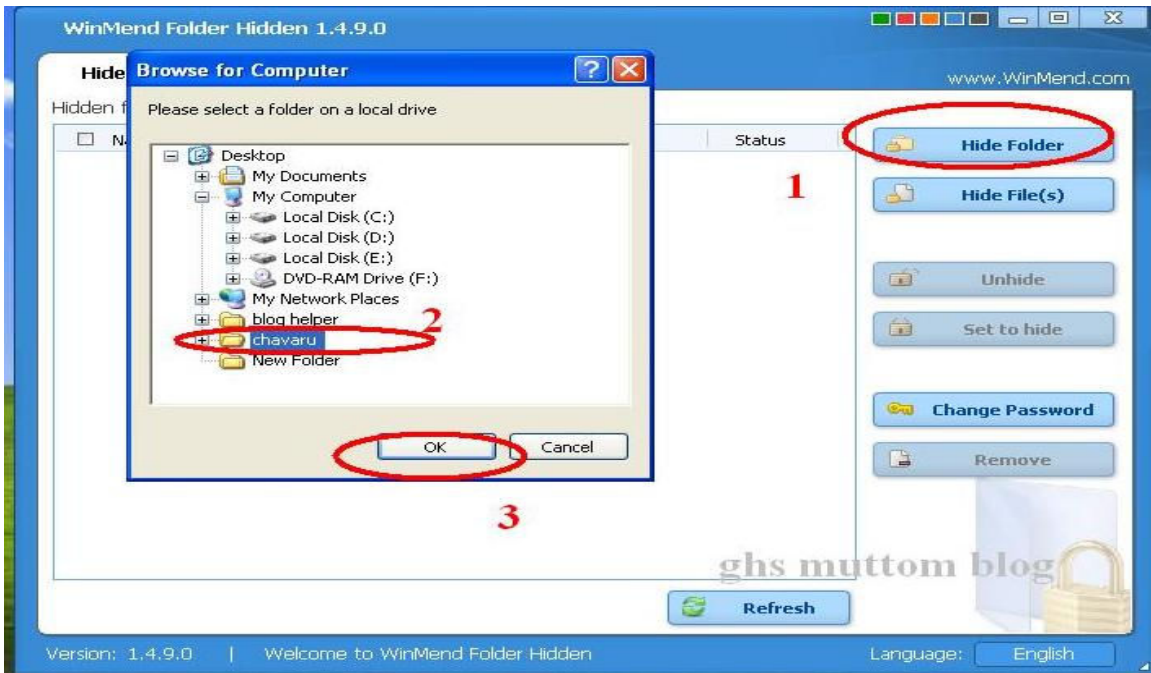 WinMend Folder Hidden 1.4.9.0
Hide
www.WinMend.com
Hidden f
N
Status
Browse for Computer
Please select a folder on a local drive
Desktop
My Documents
My Computer
Local Disk (C:)
Local Disk (D:)
Local Disk (E:)
DVD-RAM Drive (F:)
My Network Places
blog helper
2
chavaru
New Folder
OK
Cancel
3
1
Hide Folder
Hide File(s)
Unhide
Set to hide
Change Password
Remove
ghs muttom blog
Refresh
Version: 1.4.9.0 | Welcome to WinMend Folder Hidden
Language: English